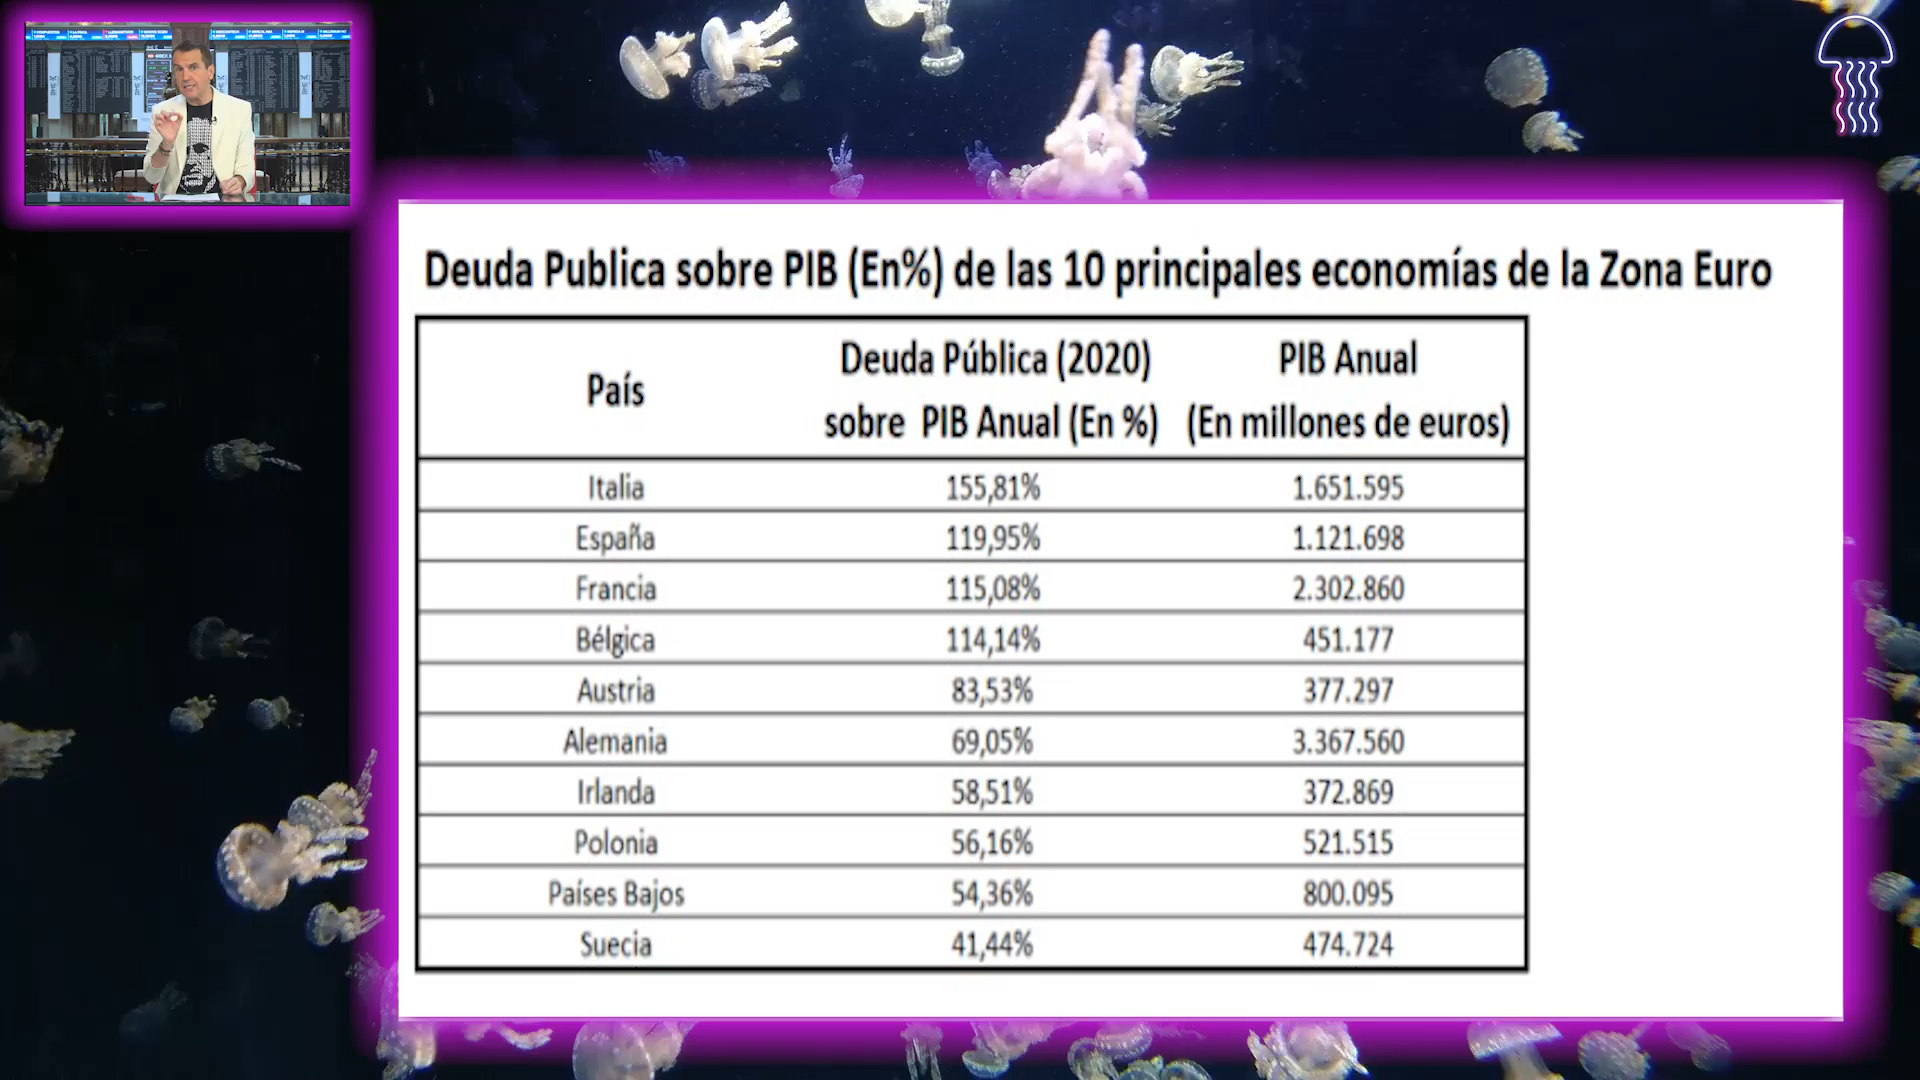 Deuda Publica sobre PIB (En%) de las 10 principales economías de la Zona Euro
País Deuda Pública (2020) sobre PIB Anual (En %) PIB Anual (En millones de euros)
Italia 155,81% 1.651.595
España 119,95% 1.121.698
Francia 115,08% 2.302.860
Bélgica 114,14% 451.177
Austria 83,53% 377.297
Alemania 69,05% 3.367.560
Irlanda 58,51% 372.869
Polonia 56,16% 521.515
Países Bajos 54,36% 800.095
Suecia 41,44% 474.724